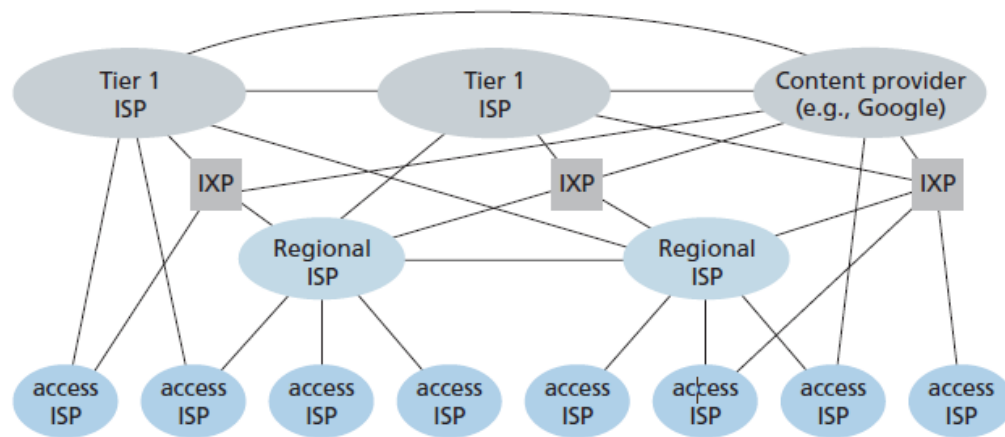 Tier 1
ISP
Tier 1
ISP
Content provider
(e.g., Google)
IXP
IXP
IXP
Regional
ISP
Regional
ISP
access
ISP
access
ISP
access
ISP
access
ISP
access
ISP
access
ISP
access
ISP
access
ISP